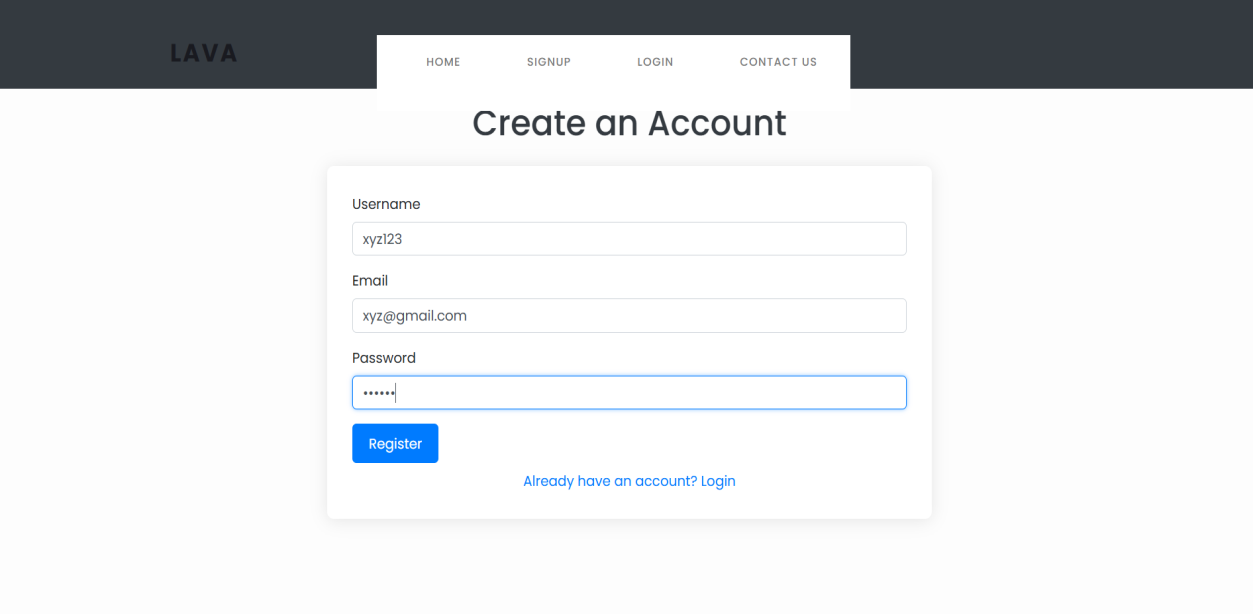 LAVA
HOME SIGNUP LOGIN CONTACT US
Create an Account
Username
xyz123
Email
xyz@gmail.com
Password
••••••
Register
Already have an account? Login